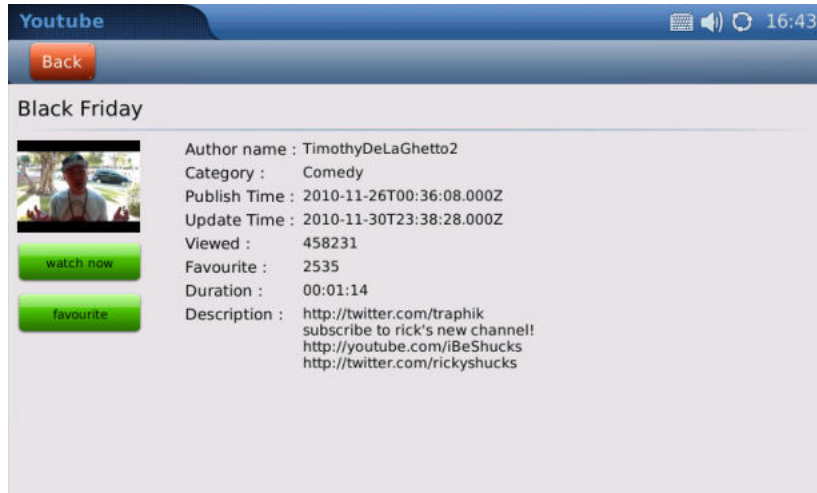 Youtube
16:43
Back
Black Friday
Author name : TimothyDeLaGhetto2
Category : Comedy
Publish Time : 2010-11-26T00:36:08.000Z
Update Time : 2010-11-30T23:38:28.000Z
Viewed : 458231
Favourite : 2535
Duration : 00:01:14
Description : http://twitter.com/traphik
subscribe to rick's new channel!
http://youtube.com/iBeShucks
http://twitter.com/rickyshucks
watch now
favourite